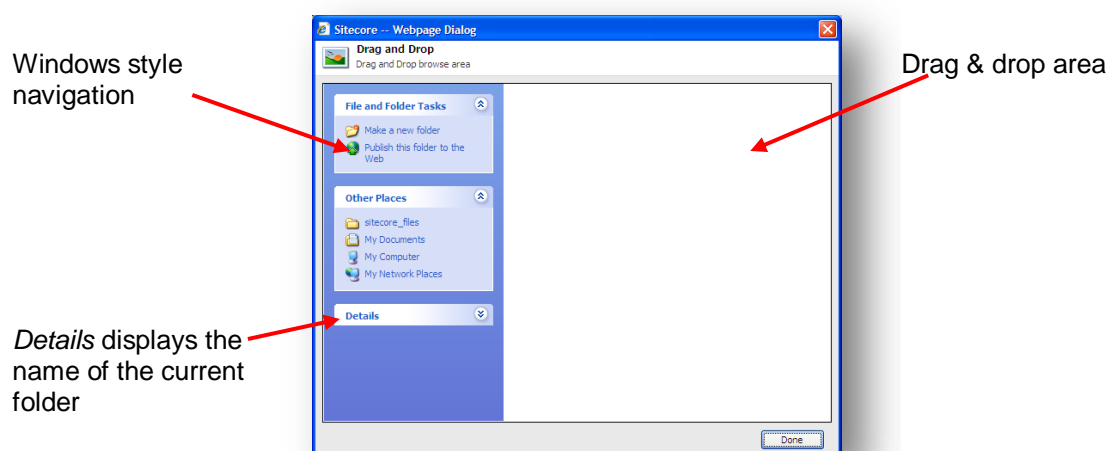 Sitecore -- Webpage Dialog
Drag and Drop
Drag and Drop browse area
Windows style
navigation
Drag & drop area
File and Folder Tasks
Make a new folder
Publish this folder to the
Web
Other Places
sitecore_files
My Documents
My Computer
My Network Places
Details
Details displays the
name of the current
folder
Done